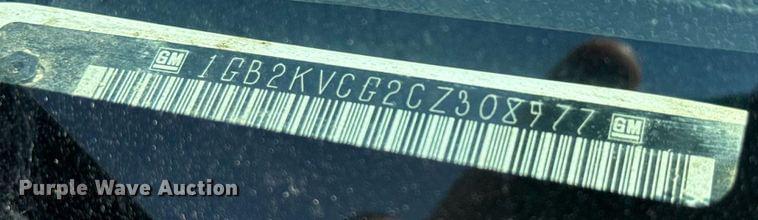 GM 1GB2KVCG2CZ308977 GM
Purple Wave Auction